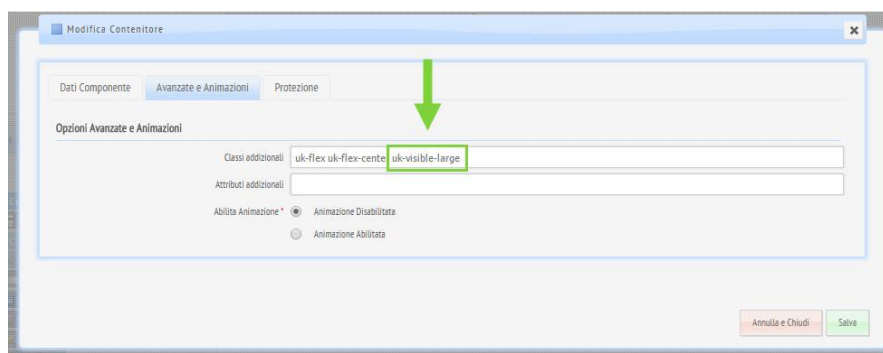 Modifica Contenitore
Dati Componente Avanzate e Animazioni Protezione
Opzioni Avanzate e Animazioni
Classi addizionali uk-flex uk-flex-cente uk-visible-large
Attributi addizionali
Abilita Animazione * Animazione Disabilitata
Animazione Abilitata
Annulla e Chiudi Salva